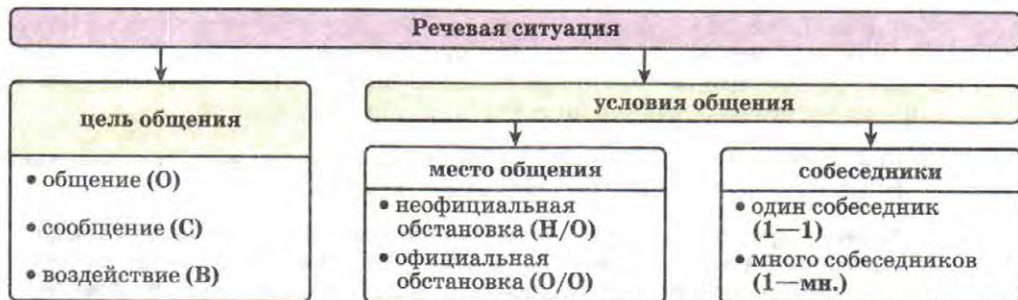 Речевая ситуация
цель общения
• общение (О)
• сообщение (С)
• воздействие (В)
условия общения
место общения
• неофициальная
обстановка (Н/О)
• официальная
обстановка (О/О)
собеседники
• один собеседник
(1—1)
• много собеседников
(1—мн.)